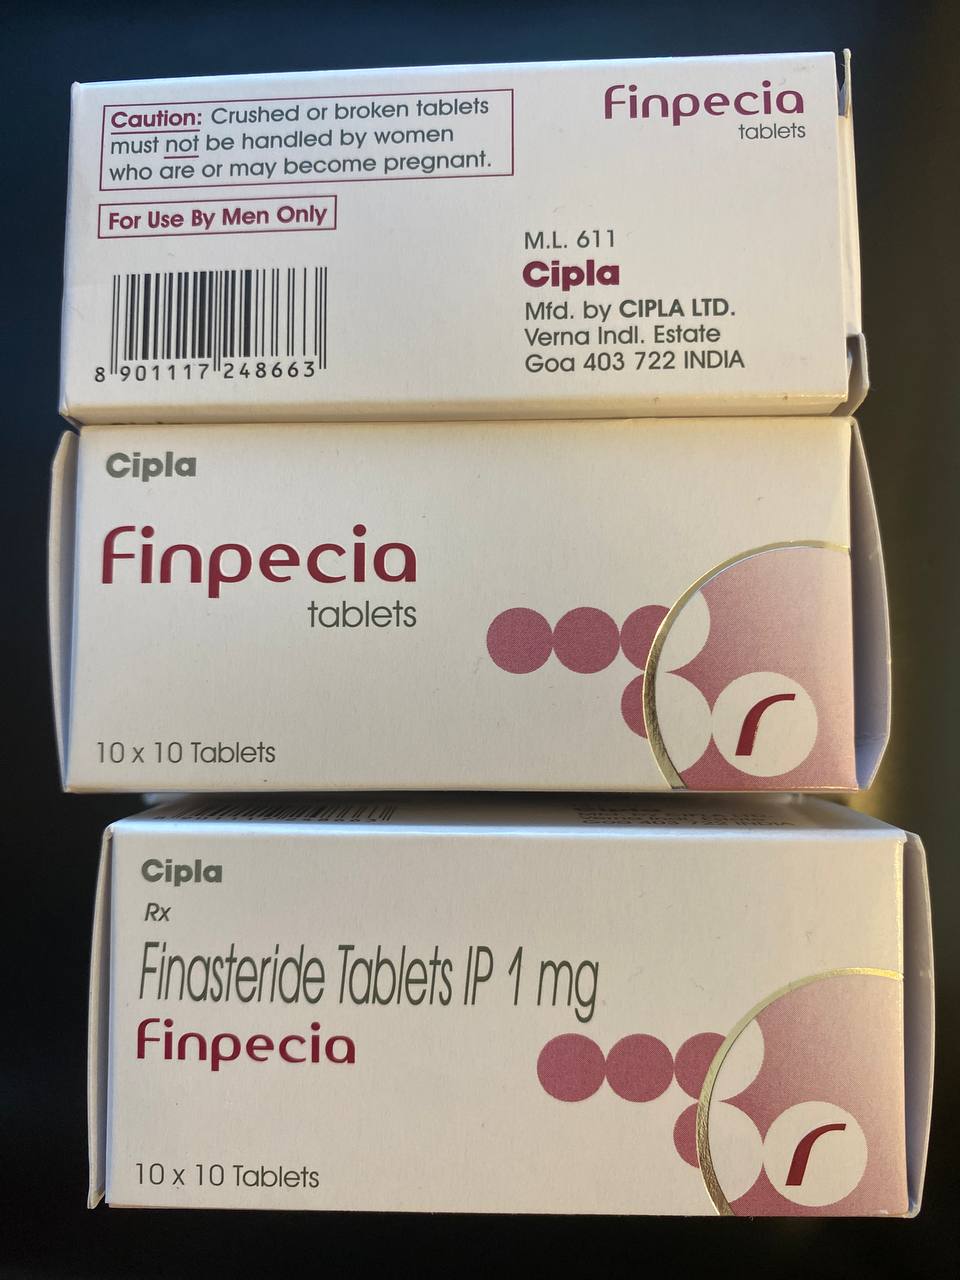 Caution: Crushed or broken tablets
must not be handled by women
who are or may become pregnant.
For Use By Men Only
8 901117 248663
Finpecia
tablets
M.L. 611
Cipla
Mfd. by CIPLA LTD.
Verna Indl. Estate
Goa 403 722 INDIA
Cipla
Finpecia
tablets
10 x 10 Tablets
Cipla
Rx
Finasteride Tablets IP 1 mg
Finpecia
10 x 10 Tablets